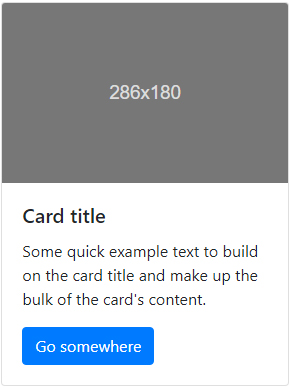 286x180
Card title
Some quick example text to build
on the card title and make up the
bulk of the card's content.
Go somewhere